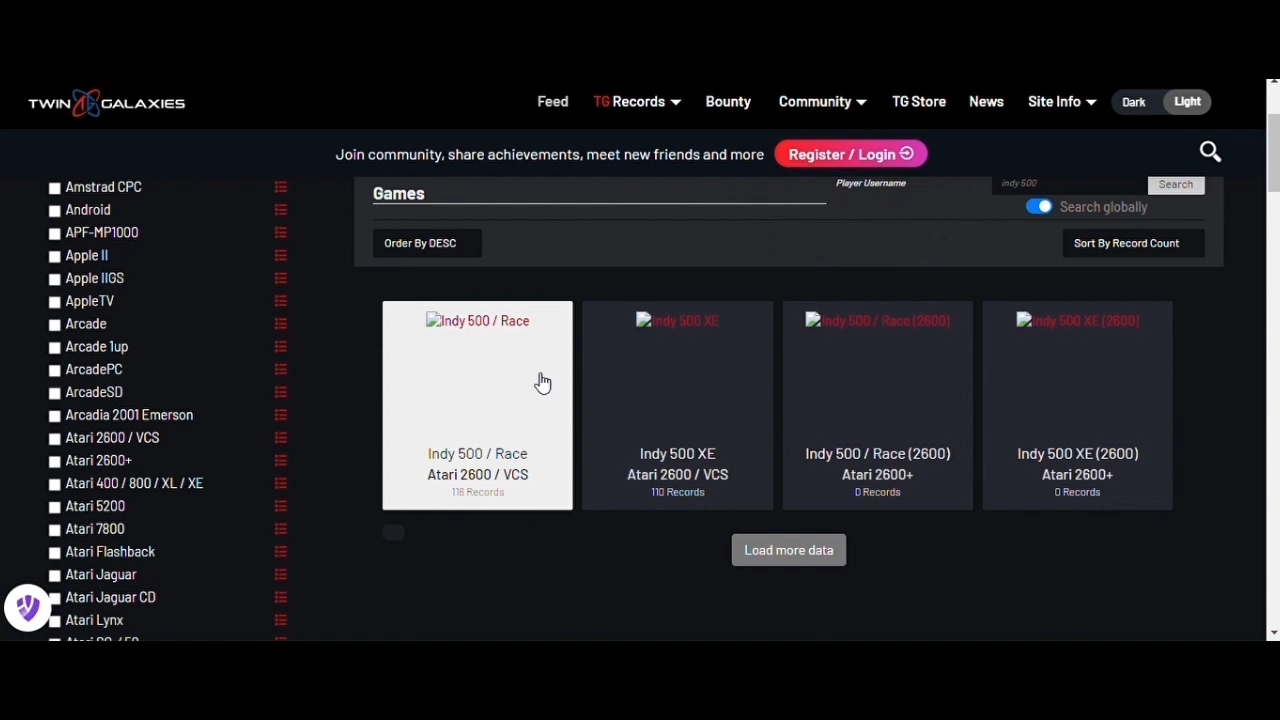 TWIN GALAXIES
Feed TG Records Bounty Community TG Store News Site Info Dark Light
Join community, share achievements, meet new friends and more Register / Login
Amstrad CPC
Android
APF-MP1000
Apple II
Apple IIGS
AppleTV
Arcade
Arcade 1up
ArcadePC
ArcadeSD
Arcadia 2001 Emerson
Atari 2600 / VCS
Atari 2600+
Atari 400 / 800 / XL / XE
Atari 5200
Atari 7800
Atari Flashback
Atari Jaguar
Atari Jaguar CD
Atari Lynx
Games
Player Username
indy 500
Search
Search globally
Order By DESC
Sort By Record Count
Indy 500 / Race
Indy 500 / Race
Atari 2600 / VCS
116 Records
Indy 500 XE
Indy 500 XE
Atari 2600 / VCS
110 Records
Indy 500 / Race (2600)
Indy 500 / Race (2600)
Atari 2600+
0 Records
Indy 500 XE (2600)
Indy 500 XE (2600)
Atari 2600+
0 Records
Load more data